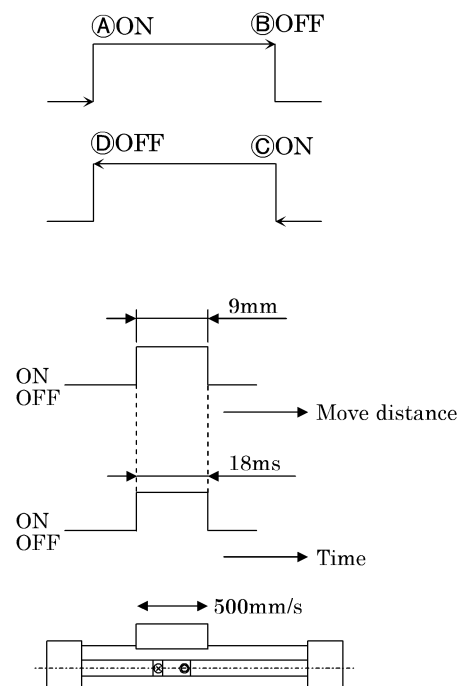 ⒶON ⒷOFF
ⒹOFF ⒸON
9mm
ON
OFF
Move distance
18ms
ON
OFF
Time
500mm/s